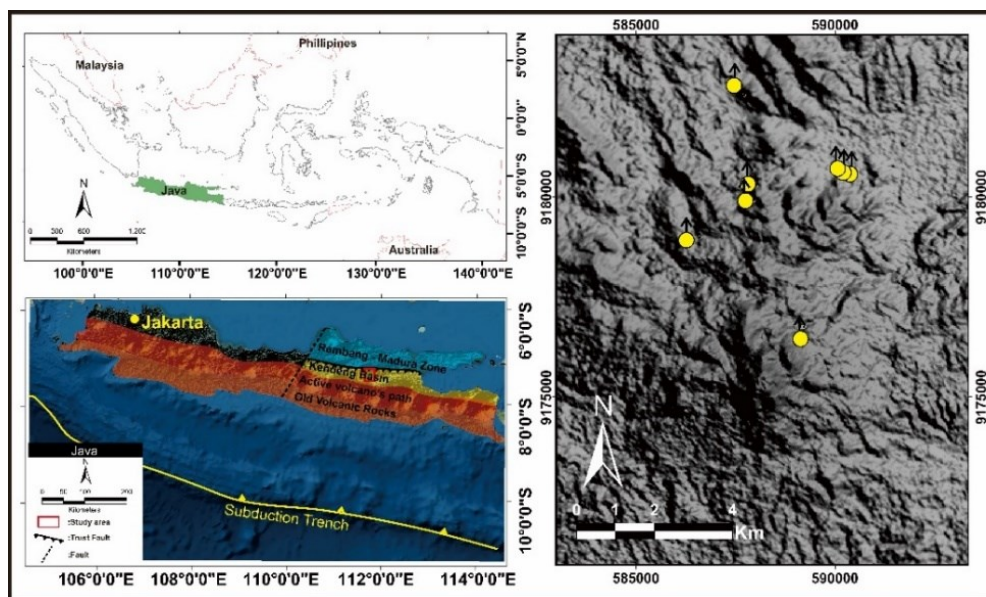 Phillipines
Malaysia
Java
Australia
N
0 300 600 1,200
Kilometers
5°0'0"N
0°0'0"
5°0'0"S
10°0'0"S
100°0'0"E 110°0'0"E 120°0'0"E 130°0'0"E 140°0'0"E
Jakarta
Rembang - Madura Zone
Kendeng Basin
Active volcano's path
Old Volcanic Rocks
Subduction Trench
Java
N
0 50 100 200
Kilometers
:Study area
:Trust Fault
:Fault
6°0'0"S
8°0'0"S
10°0'0"S
106°0'0"E 108°0'0"E 110°0'0"E 112°0'0"E 114°0'0"E
585000 590000
9180000
9175000
N
0 1 2 4
Km
585000 590000